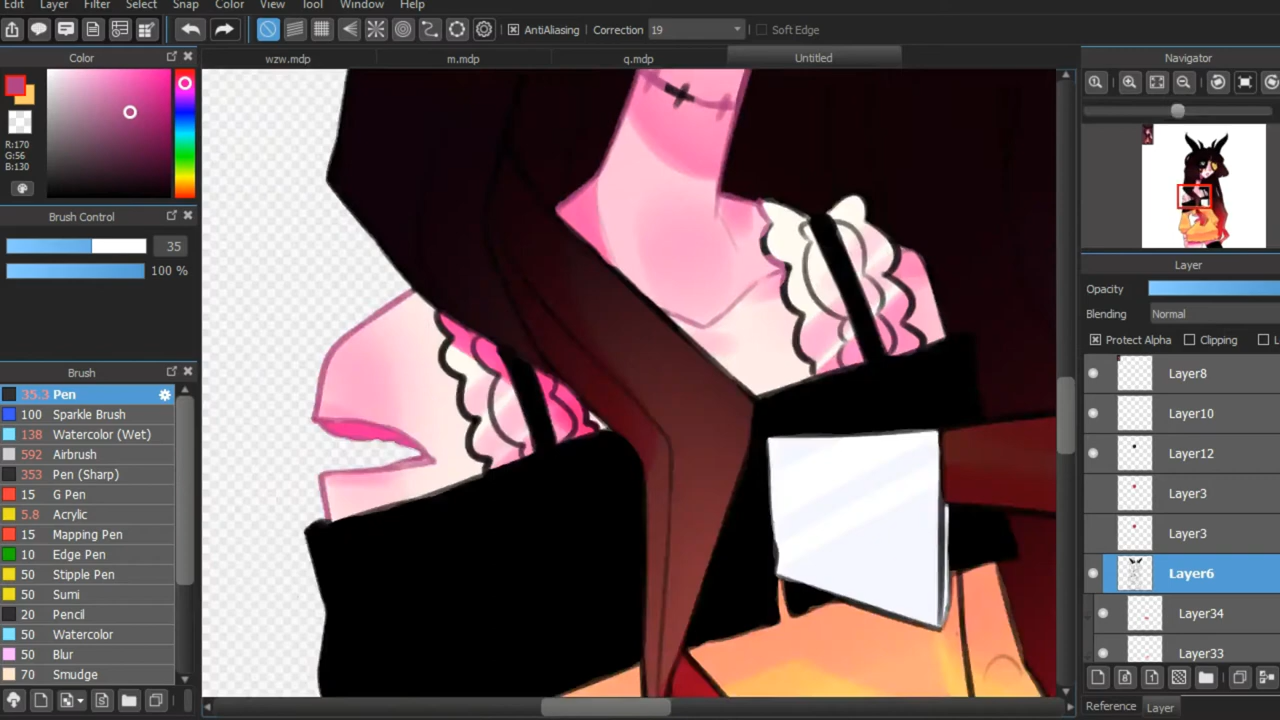 Edit Layer Filter Select Snap Color View Tool Window Help
AntiAliasing Correction 19 Soft Edge
Color
wzw.mdp m.mdp q.mdp Untitled
Navigator
R:170
G:56
B:130
Brush Control
35
100 %
Layer
Opacity
Blending Normal
Protect Alpha Clipping L
Brush
35.3 Pen
100 Sparkle Brush
138 Watercolor (Wet)
592 Airbrush
353 Pen (Sharp)
15 G Pen
5.8 Acrylic
15 Mapping Pen
10 Edge Pen
50 Stipple Pen
50 Sumi
20 Pencil
50 Watercolor
50 Blur
70 Smudge
Layer8
Layer10
Layer12
Layer3
Layer3
Layer6
Layer34
Layer33
Reference Layer